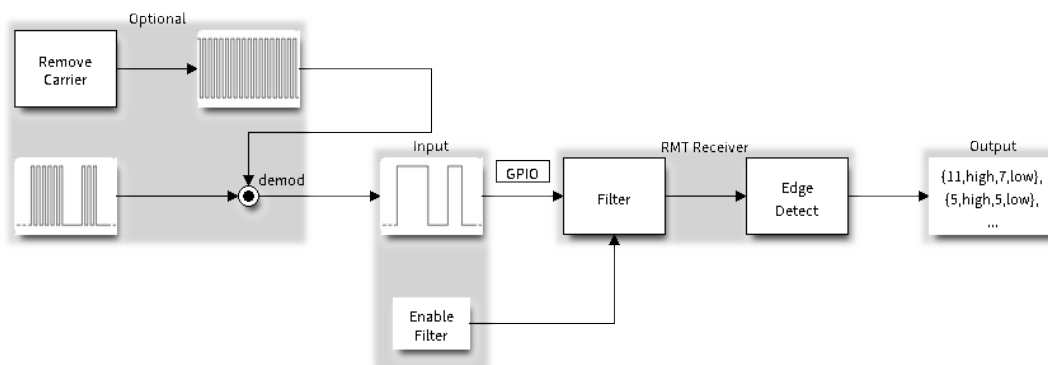 Optional
Remove
Carrier
demod
Input
Enable
Filter
GPIO
RMT Receiver
Filter
Edge
Detect
Output
{11,high,7,low},
{5,high,5,low},
...